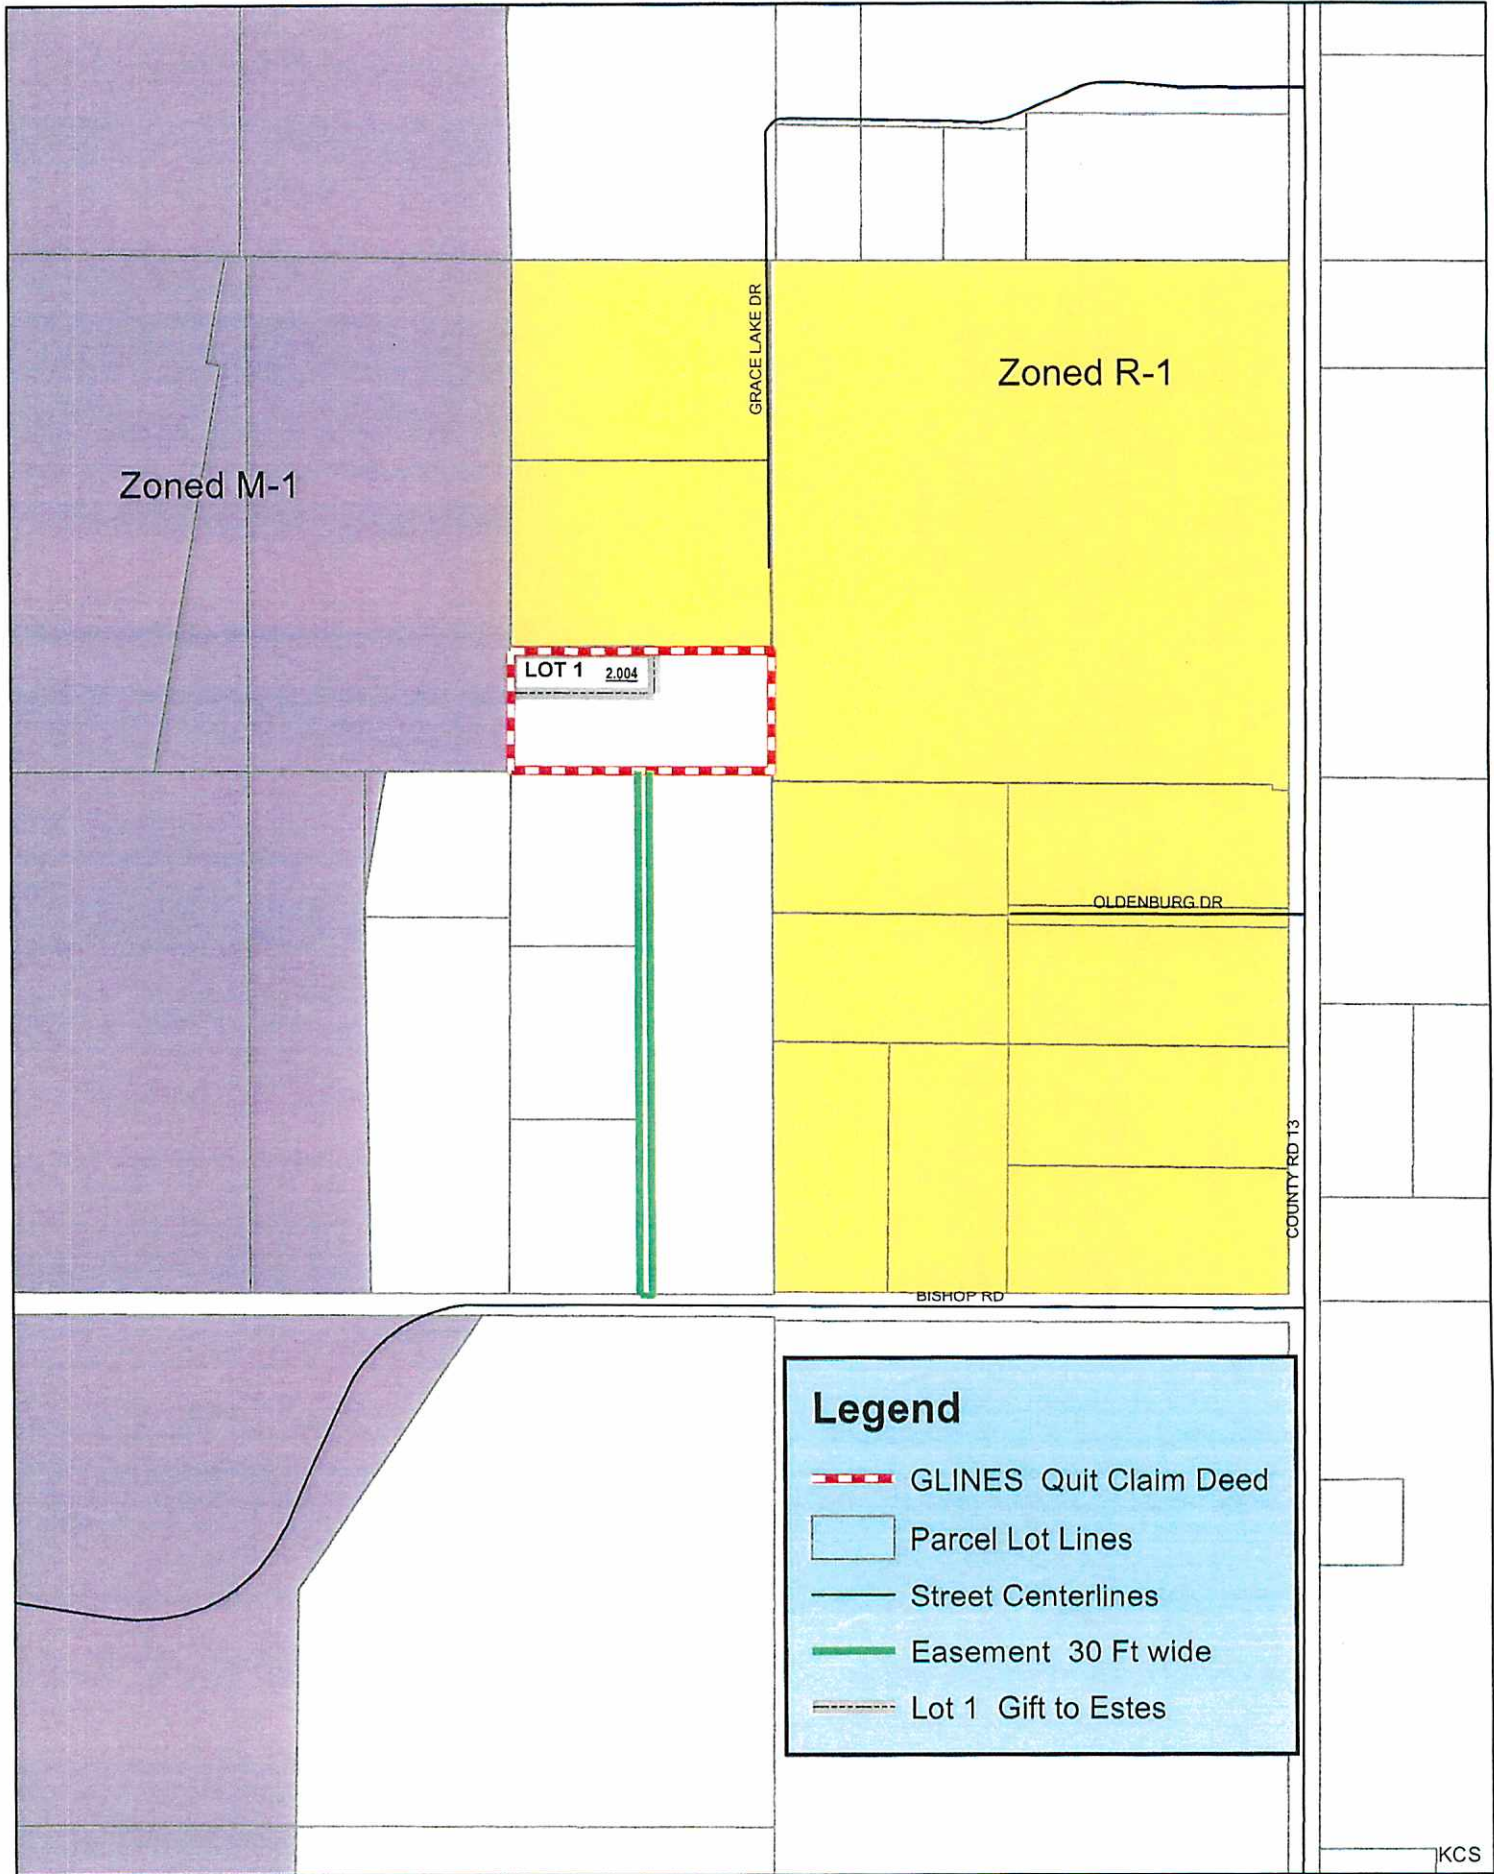 GRACE LAKE DR
Zoned R-1
Zoned M-1
LOT 1 2.004
OLDENBURG DR
COUNTY RD 13
BISHOP RD
Legend
GLINES Quit Claim Deed
Parcel Lot Lines
Street Centerlines
Easement 30 Ft wide
Lot 1 Gift to Estes
KCS